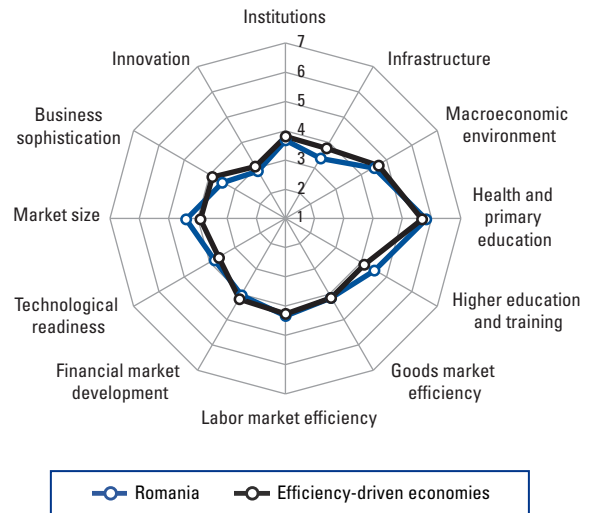 Institutions
7
6
5
4
3
2
1
Innovation
Infrastructure
Business
sophistication
Macroeconomic
environment
Market size
Health and
primary
education
Technological
readiness
Higher education
and training
Financial market
development
Goods market
efficiency
Labor market efficiency
Romania
Efficiency-driven economies